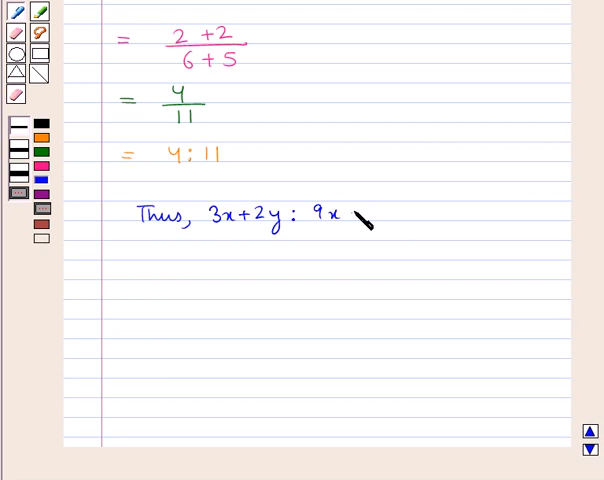 = 2 + 2 / 6 + 5
= 4 / 11
= 4 : 11
Thus, 3x + 2y : 9x